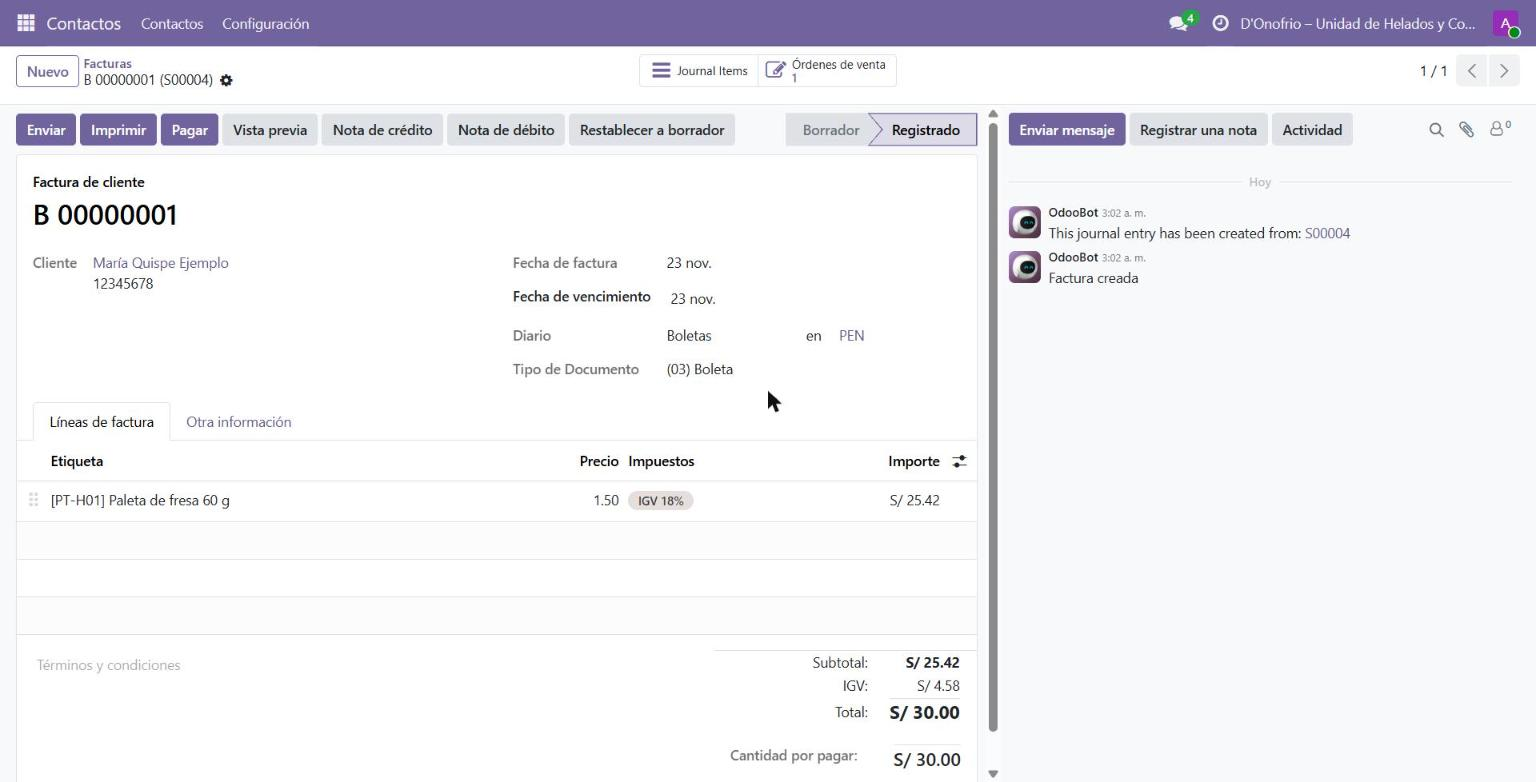 Contactos Contactos Configuración 4 D'Onofrio – Unidad de Helados y Co... A
Nuevo Facturas
B 00000001 (S00004)
Journal Items Órdenes de venta
1
1 / 1
Enviar Imprimir Pagar Vista previa Nota de crédito Nota de débito Restablecer a borrador Borrador Registrado
Factura de cliente
B 00000001
Cliente María Quispe Ejemplo
12345678
Fecha de factura 23 nov.
Fecha de vencimiento 23 nov.
Diario Boletas en PEN
Tipo de Documento (03) Boleta
Líneas de factura Otra información
Etiqueta Precio Impuestos Importe
[PT-H01] Paleta de fresa 60 g 1.50 IGV 18% S/ 25.42
Términos y condiciones
Subtotal: S/ 25.42
IGV: S/ 4.58
Total: S/ 30.00
Cantidad por pagar: S/ 30.00
Enviar mensaje Registrar una nota Actividad 0
Hoy
OdooBot 3:02 a. m.
This journal entry has been created from: S00004
OdooBot 3:02 a. m.
Factura creada